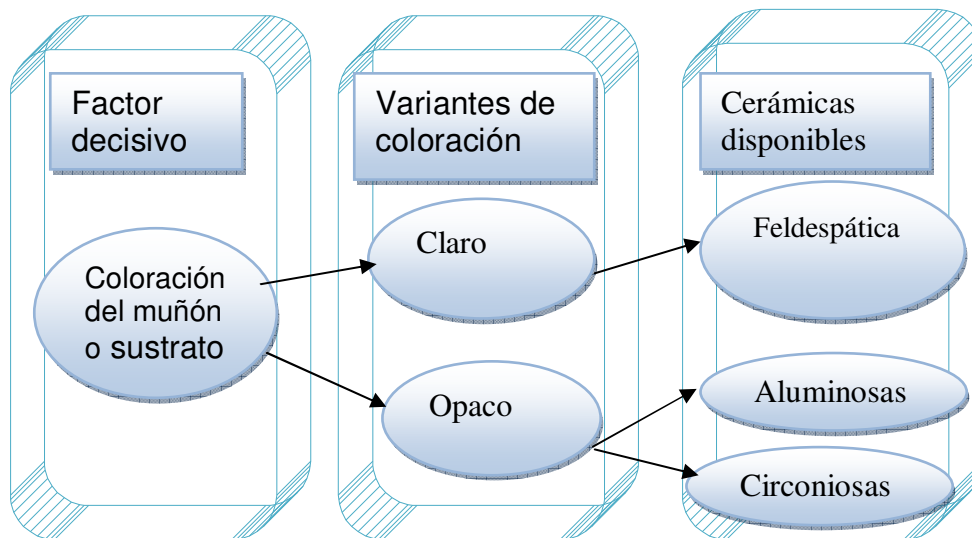 Factor
decisivo
Variantes de
coloración
Cerámicas
disponibles
Coloración
del muñón
o sustrato
Claro
Opaco
Feldespática
Aluminosas
Circoniosas